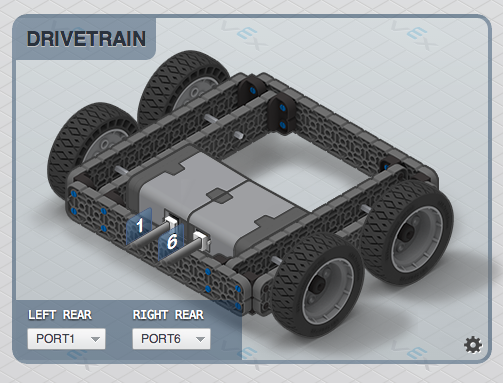 DRIVETRAIN
1
6
LEFT REAR
RIGHT REAR
PORT1
PORT6